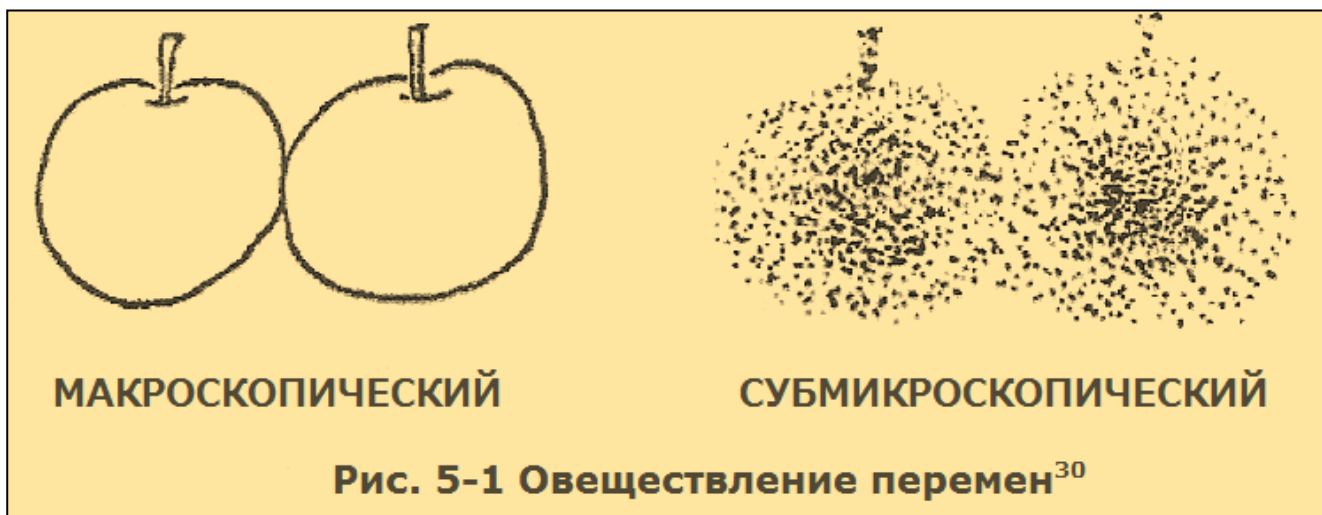 МАКРОСКОПИЧЕСКИЙ СУБМИКРОСКОПИЧЕСКИЙ
Рис. 5-1 Овеществление перемен³⁰